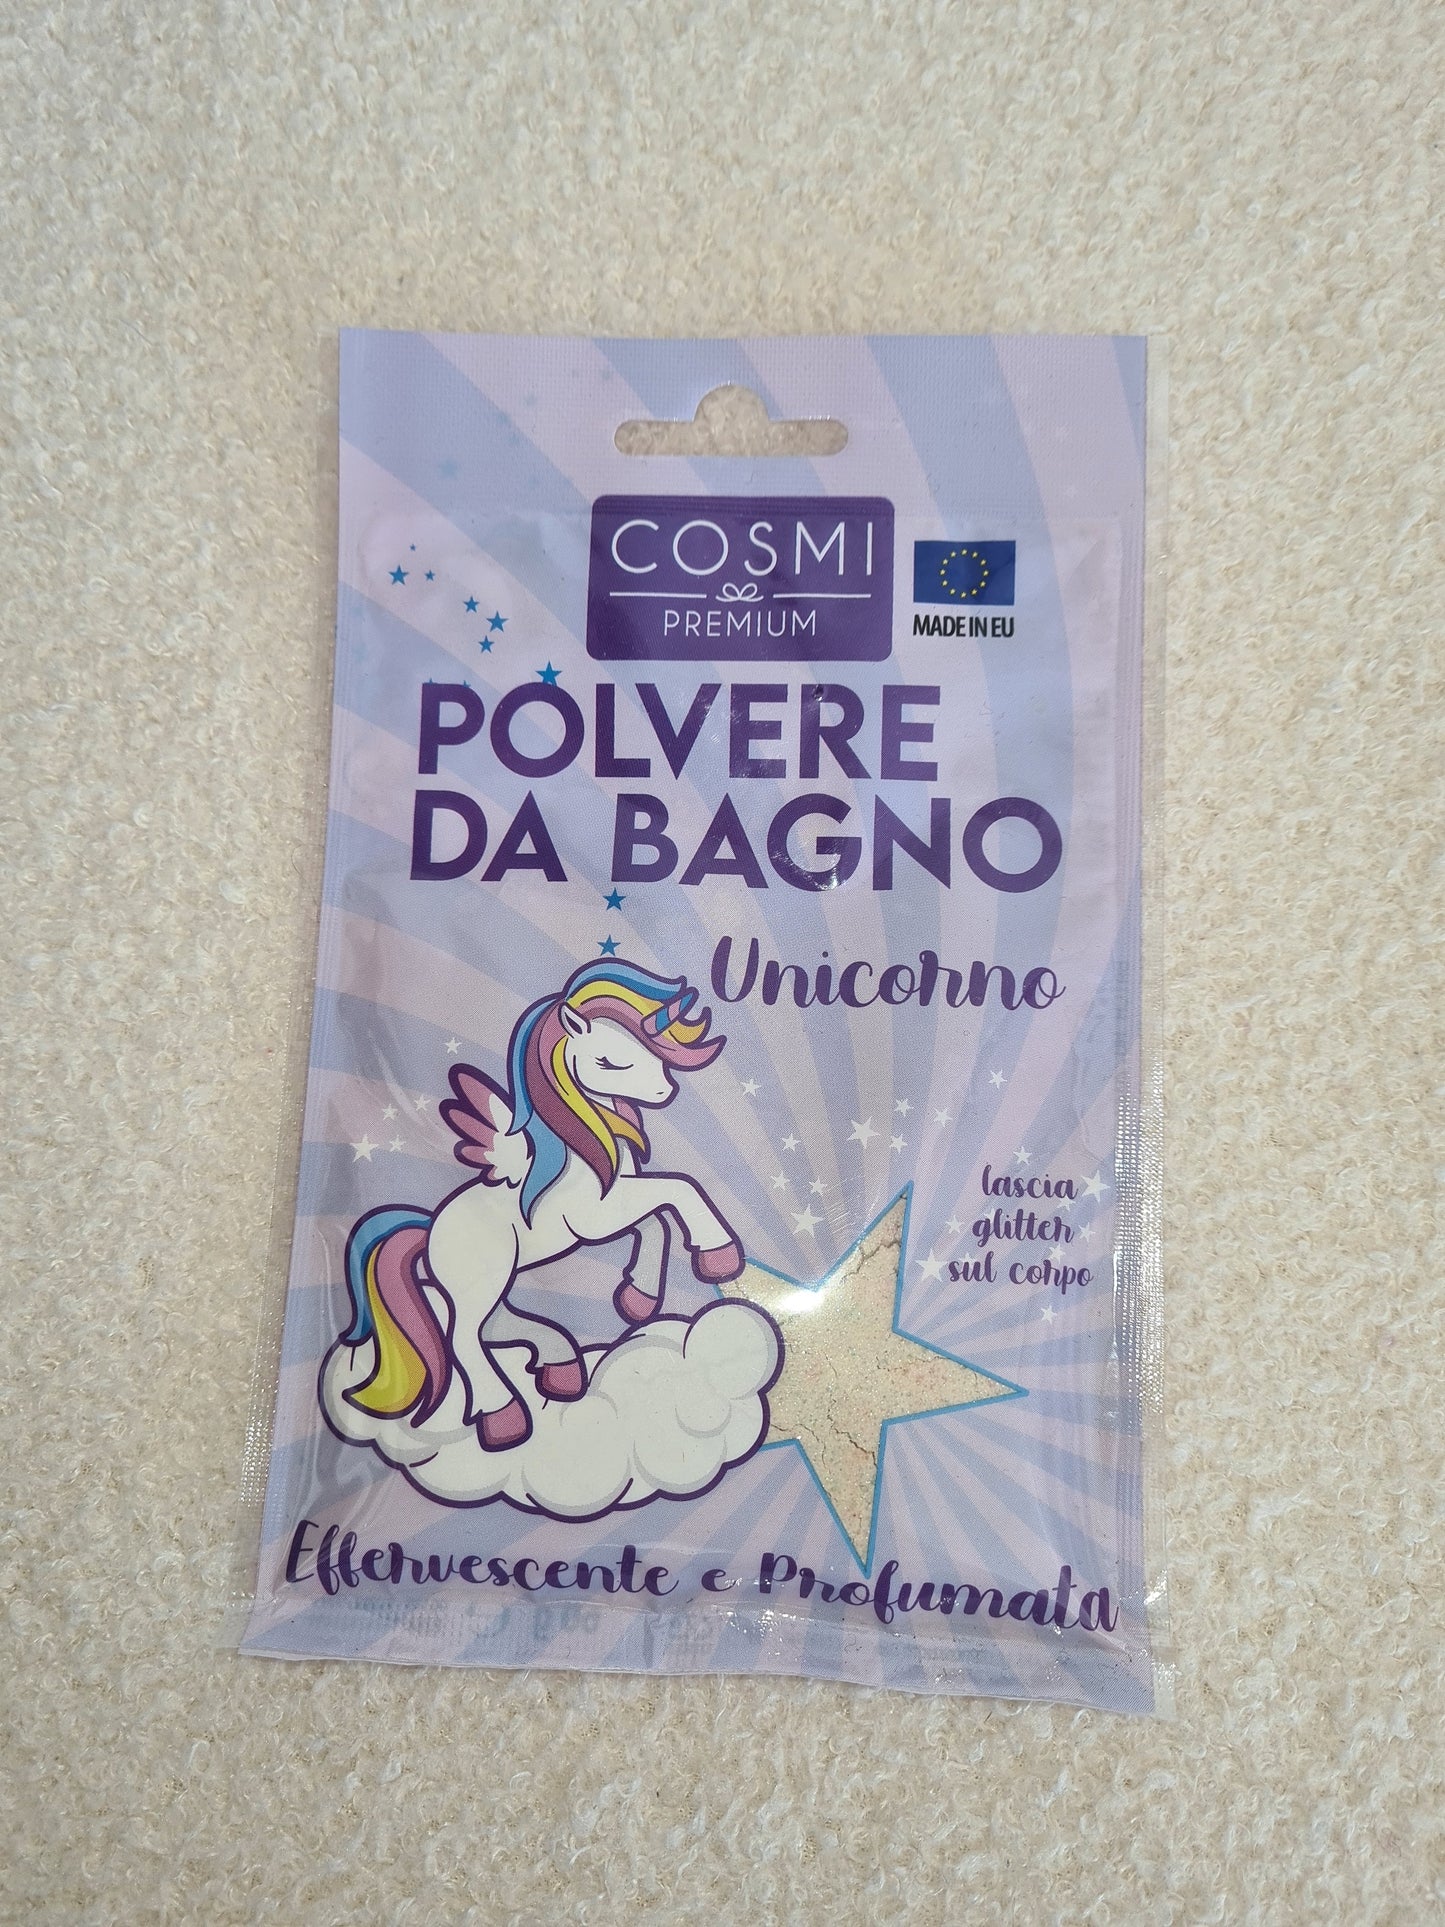 COSMI
PREMIUM
MADE IN EU
POLVERE
DA BAGNO
Unicorno
lascia
glitter
sul corpo
Effervescente e Profumata